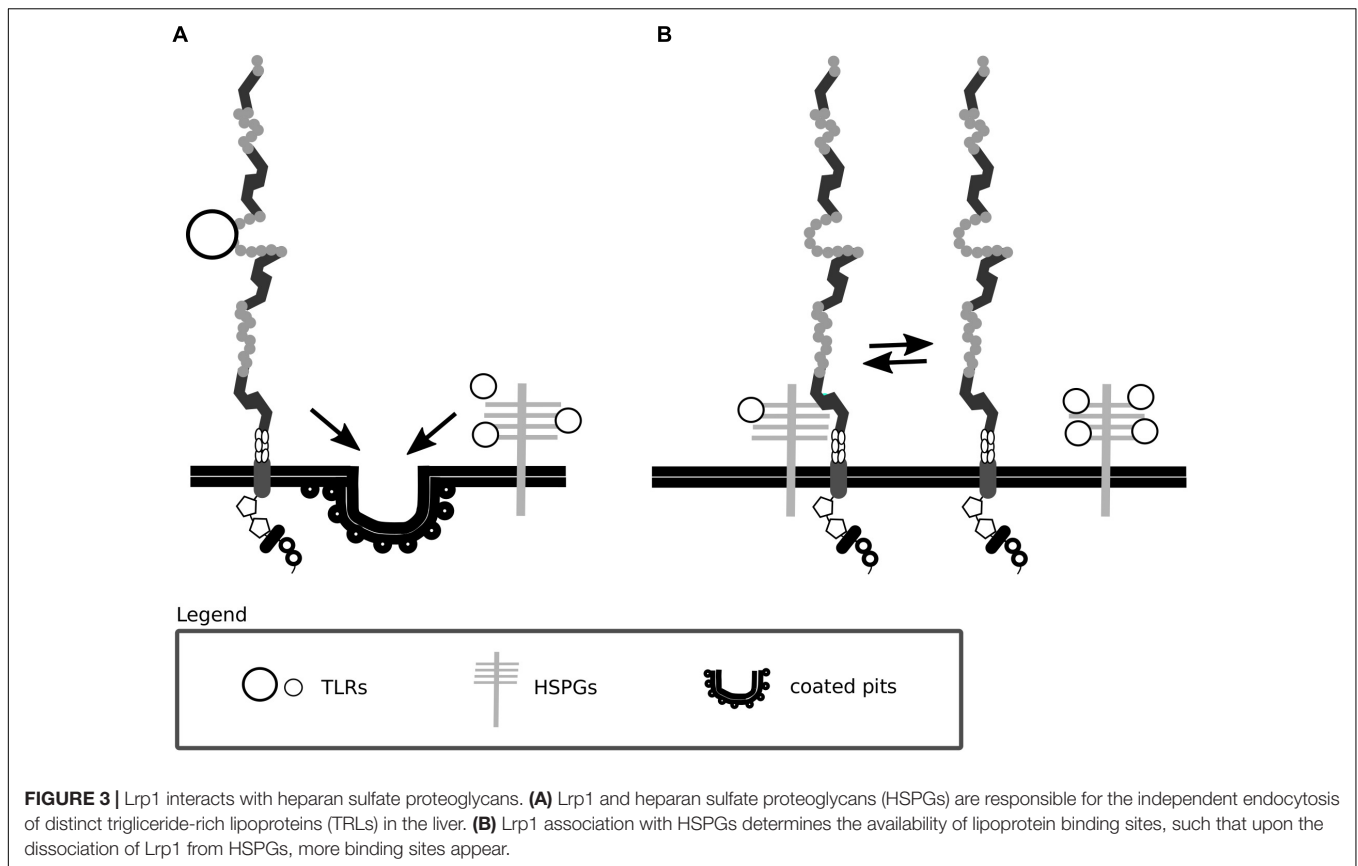 A
B
Legend
TLRs
HSPGs
coated pits
FIGURE 3 | Lrp1 interacts with heparan sulfate proteoglycans. (A) Lrp1 and heparan sulfate proteoglycans (HSPGs) are responsible for the independent endocytosis
of distinct trigliceride-rich lipoproteins (TRLs) in the liver. (B) Lrp1 association with HSPGs determines the availability of lipoprotein binding sites, such that upon the
dissociation of Lrp1 from HSPGs, more binding sites appear.